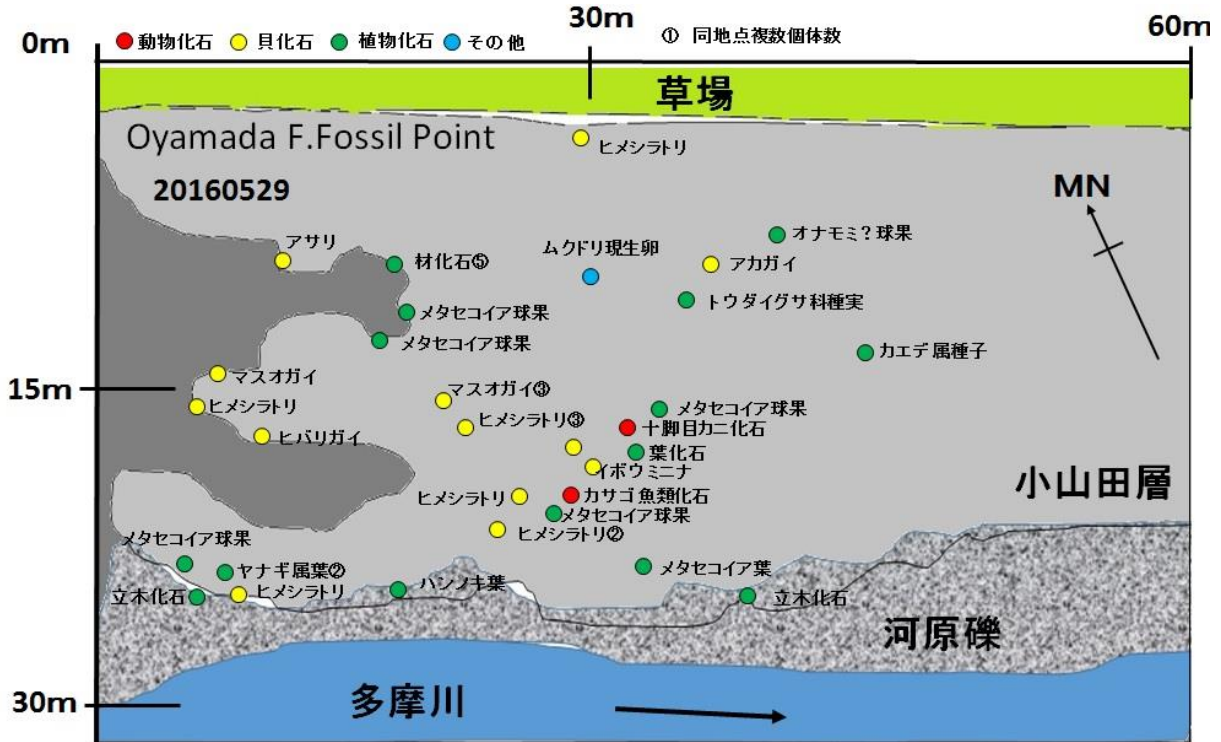 30m
60m
0m
動物化石
貝化石
植物化石
その他
① 同地点複数個体数
草場
Oyamada F.Fossil Point
ヒメシラトリ
20160529
MN
アサリ
オナモミ?球果
ムクドリ現生卵
材化石⑤
アカガイ
トウダイグサ科種実
メタセコイア球果
メタセコイア球果
カエデ属種子
マスオガイ
15m
マスオガイ③
ヒメシラトリ
メタセコイア球果
ヒメシラトリ③
十脚目カニ化石
ヒバリガイ
葉化石
イボウミニナ
小山田層
ヒメシラトリ
カサゴ魚類化石
メタセコイア球果
ヒメシラトリ②
メタセコイア球果
メタセコイア葉
ヤナギ属葉②
ハンノキ葉
ヒメシラトリ
立木化石
立木化石
河原礫
多摩川
30m